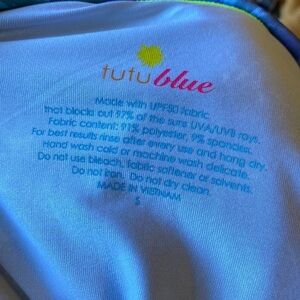 tutublue
Made with UPF50 fabric
that blocks out 97% of the suns UVA/UVB rays.
Fabric content: 91% polyester, 9% spandex.
For best results rinse after every use and hang dry.
Hand wash cold or machine wash delicate.
Do not use bleach, fabric softener or solvents.
Do not iron. Do not dry clean.
MADE IN VIETNAM
S